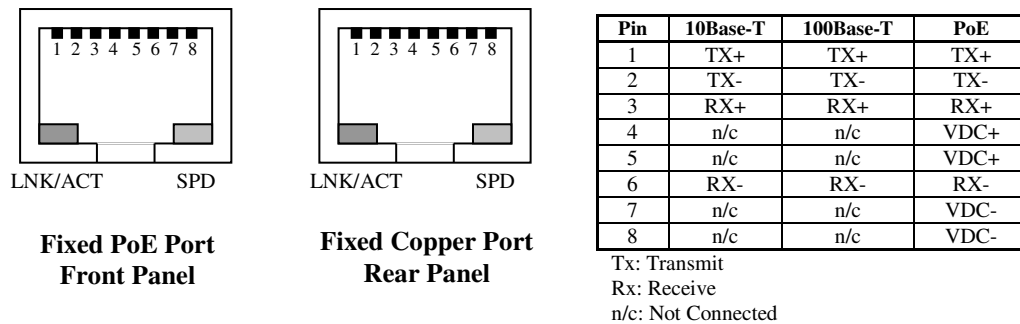 1 2 3 4 5 6 7 8
LNK/ACT SPD
Fixed PoE Port
Front Panel
1 2 3 4 5 6 7 8
LNK/ACT SPD
Fixed Copper Port
Rear Panel
Pin 10Base-T 100Base-T PoE
1 TX+ TX+ TX+
2 TX- TX- TX-
3 RX+ RX+ RX+
4 n/c n/c VDC+
5 n/c n/c VDC+
6 RX- RX- RX-
7 n/c n/c VDC-
8 n/c n/c VDC-
Tx: Transmit
Rx: Receive
n/c: Not Connected